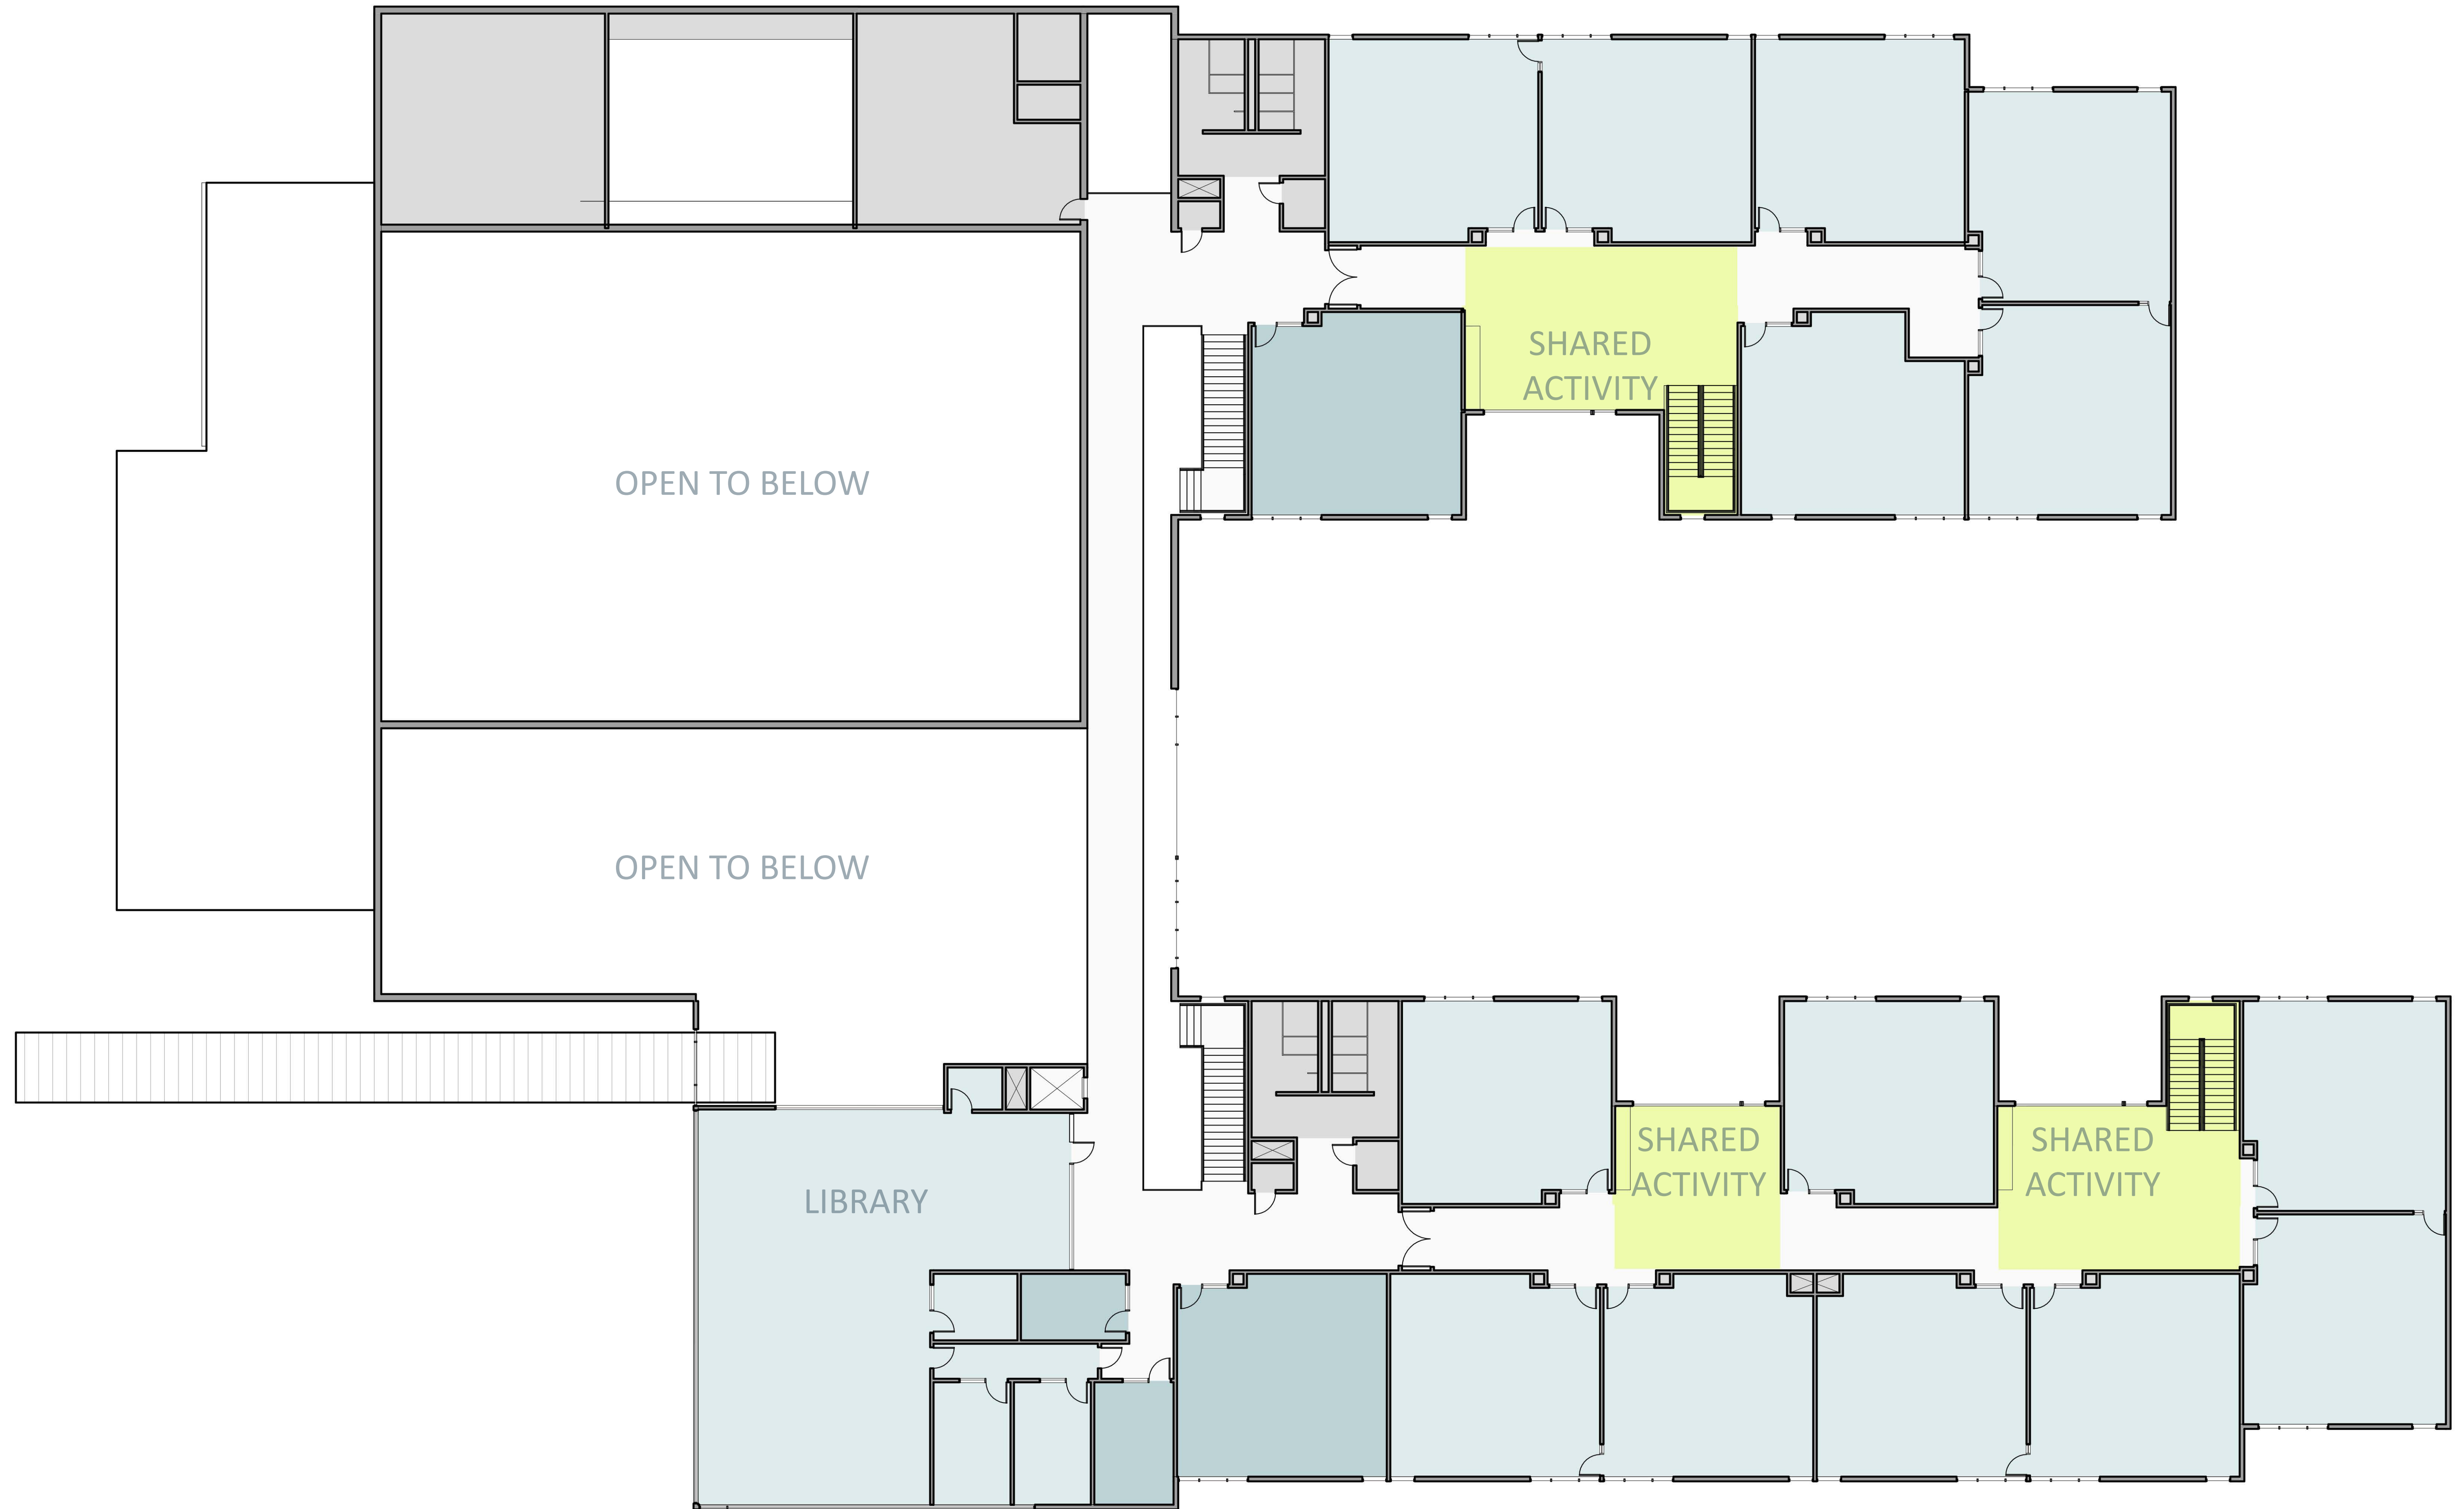 SHARED
ACTIVITY
OPEN TO BELOW
OPEN TO BELOW
SHARED
ACTIVITY
SHARED
ACTIVITY
LIBRARY